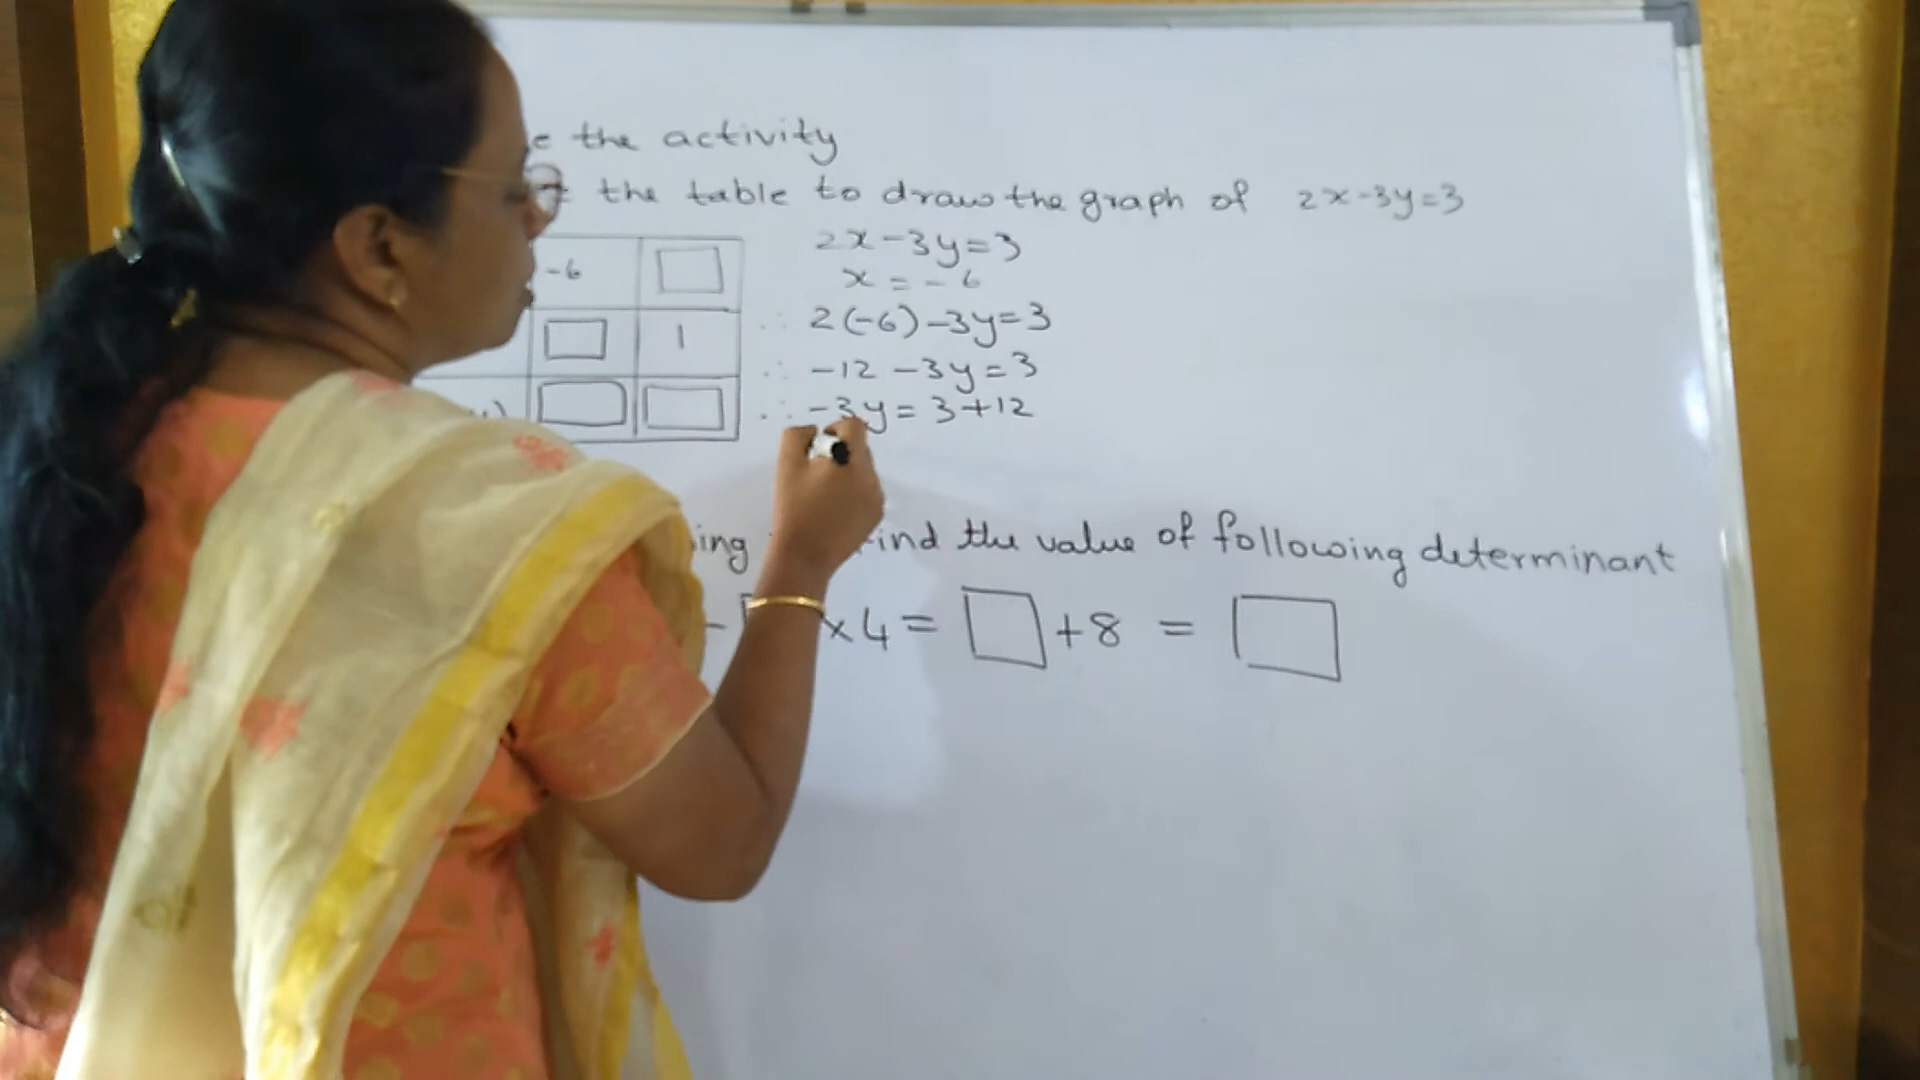 the activity
the table to draw the graph of 2x-3y=3
2x-3y=3
-6
x=-6
∴ 2(-6)-3y=3
1
∴ -12-3y=3
∴ -3y=3+12
find the value of following determinant
- ×4= □ +8 = □